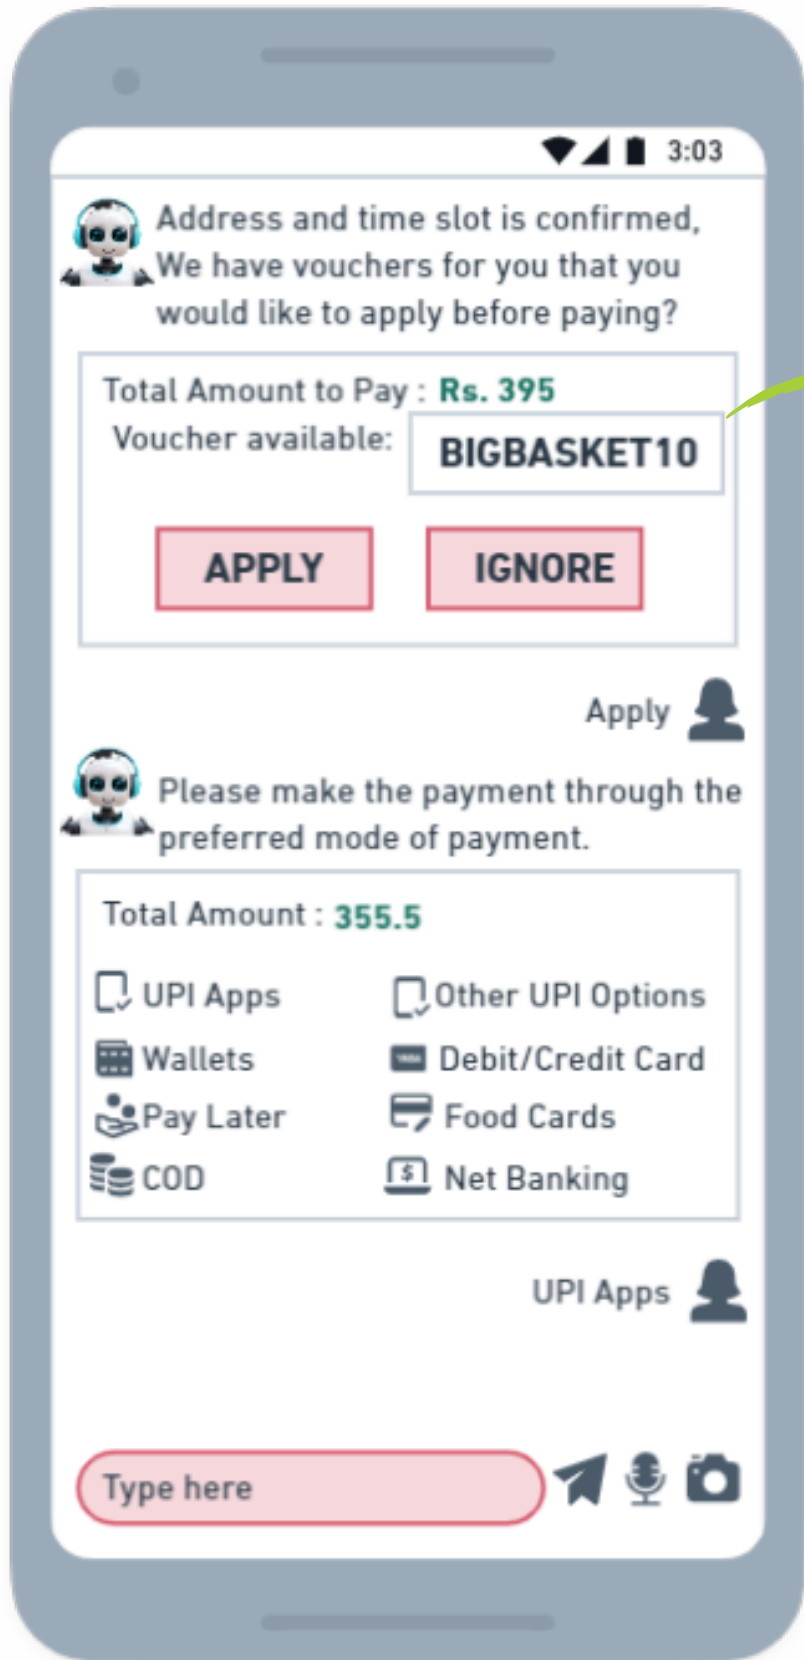 3:03
Address and time slot is confirmed,
We have vouchers for you that you
would like to apply before paying?
Total Amount to Pay : Rs. 395
Voucher available: BIGBASKET10
APPLY IGNORE
Apply
Please make the payment through the
preferred mode of payment.
Total Amount : 355.5
UPI Apps Other UPI Options
Wallets Debit/Credit Card
Pay Later Food Cards
COD Net Banking
UPI Apps
Type here